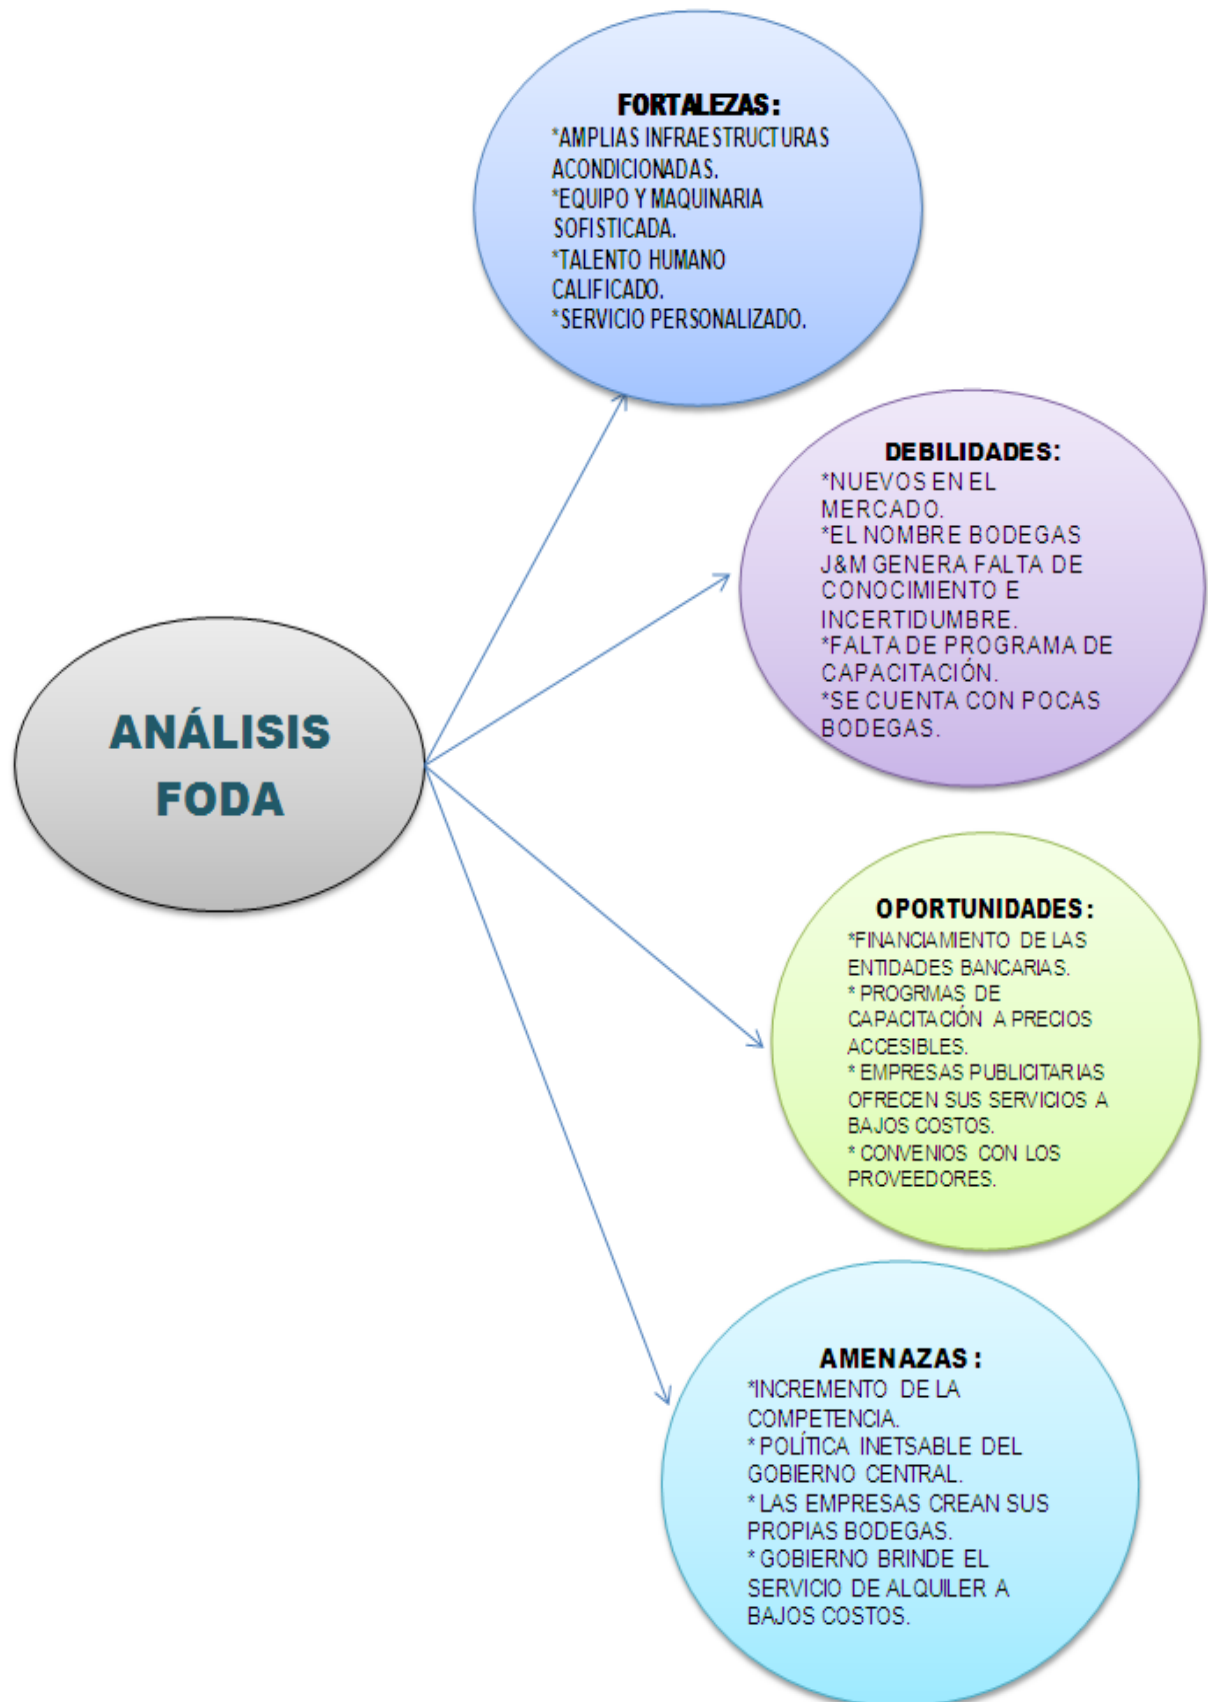 FORTALEZAS:
*AMPLIAS INFRAESTRUCTURAS
ACONDICIONADAS.
*EQUIPO Y MAQUINARIA
SOFISTICADA.
*TALENTO HUMANO
CALIFICADO.
*SERVICIO PERSONALIZADO.
DEBILIDADES:
*NUEVOS EN EL
MERCADO.
*EL NOMBRE BODEGAS
J&M GENERA FALTA DE
CONOCIMIENTO E
INCERTIDUMBRE.
*FALTA DE PROGRAMA DE
CAPACITACIÓN.
*SE CUENTA CON POCAS
BODEGAS.
ANÁLISIS
FODA
OPORTUNIDADES:
*FINANCIAMIENTO DE LAS
ENTIDADES BANCARIAS.
* PROGRMAS DE
CAPACITACIÓN A PRECIOS
ACCESIBLES.
* EMPRESAS PUBLICITARIAS
OFRECEN SUS SERVICIOS A
BAJOS COSTOS.
* CONVENIOS CON LOS
PROVEEDORES.
AMENAZAS:
*INCREMENTO DE LA
COMPETENCIA.
* POLÍTICA INETSABLE DEL
GOBIERNO CENTRAL.
* LAS EMPRESAS CREAN SUS
PROPIAS BODEGAS.
* GOBIERNO BRINDE EL
SERVICIO DE ALQUILER A
BAJOS COSTOS.